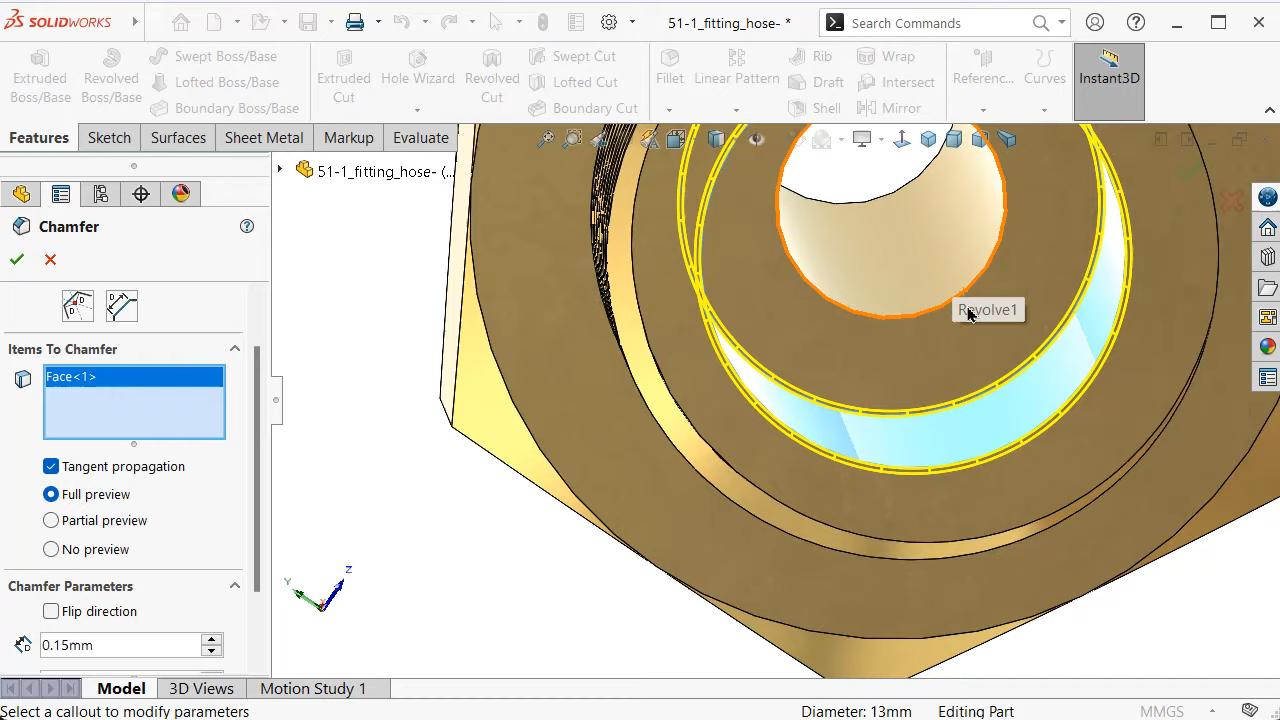 SOLIDWORKS
51-1_fitting_hose- *
Search Commands
Extruded Boss/Base
Revolved Boss/Base
Swept Boss/Base
Lofted Boss/Base
Boundary Boss/Base
Extruded Cut
Hole Wizard
Revolved Cut
Swept Cut
Lofted Cut
Boundary Cut
Fillet
Linear Pattern
Rib
Draft
Shell
Wrap
Intersect
Mirror
Referenc...
Curves
Instant3D
Features
Sketch
Surfaces
Sheet Metal
Markup
Evaluate
51-1_fitting_hose- (...
Chamfer
Items To Chamfer
Face<1>
Tangent propagation
Full preview
Partial preview
No preview
Chamfer Parameters
Flip direction
0.15mm
Revolve1
Y
Z
Model
3D Views
Motion Study 1
Select a callout to modify parameters
Diameter: 13mm
Editing Part
MMGS